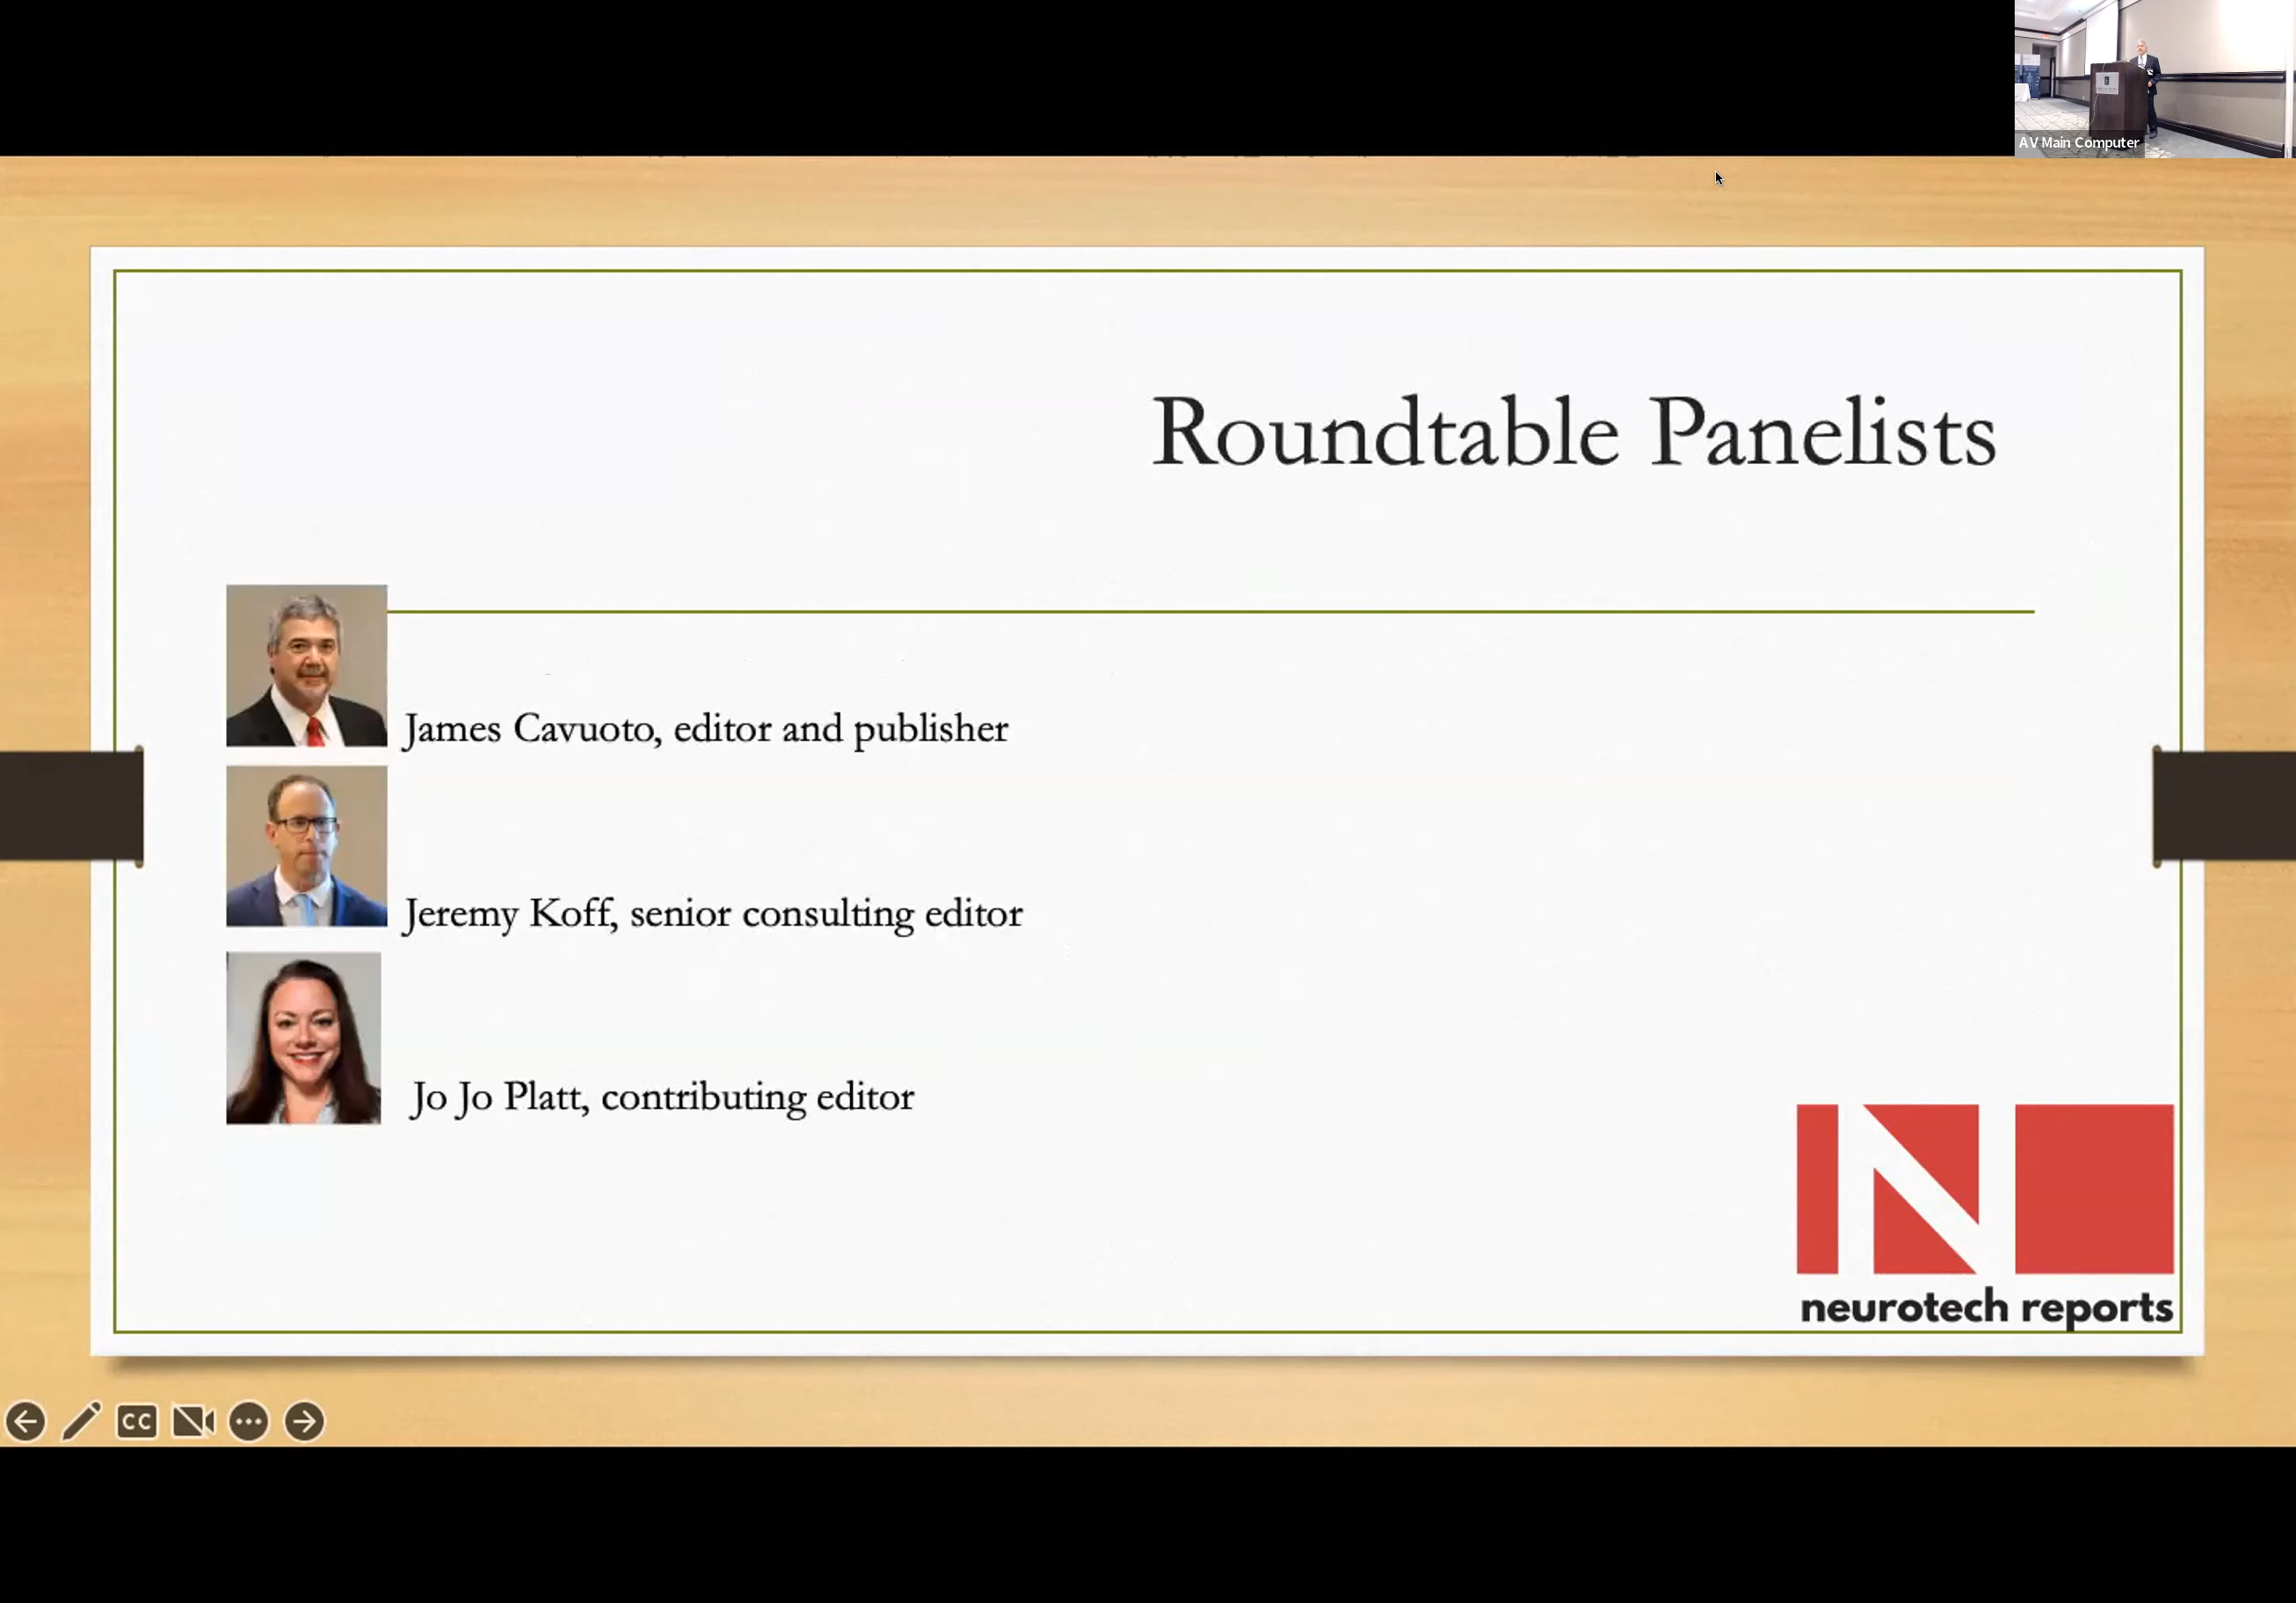 AV Main Computer
Roundtable Panelists
James Cavuoto, editor and publisher
Jeremy Koff, senior consulting editor
Jo Jo Platt, contributing editor
neurotech reports
CC